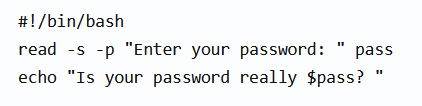 #!/bin/bash
read -s -p "Enter your password: " pass
echo "Is your password really $pass? "